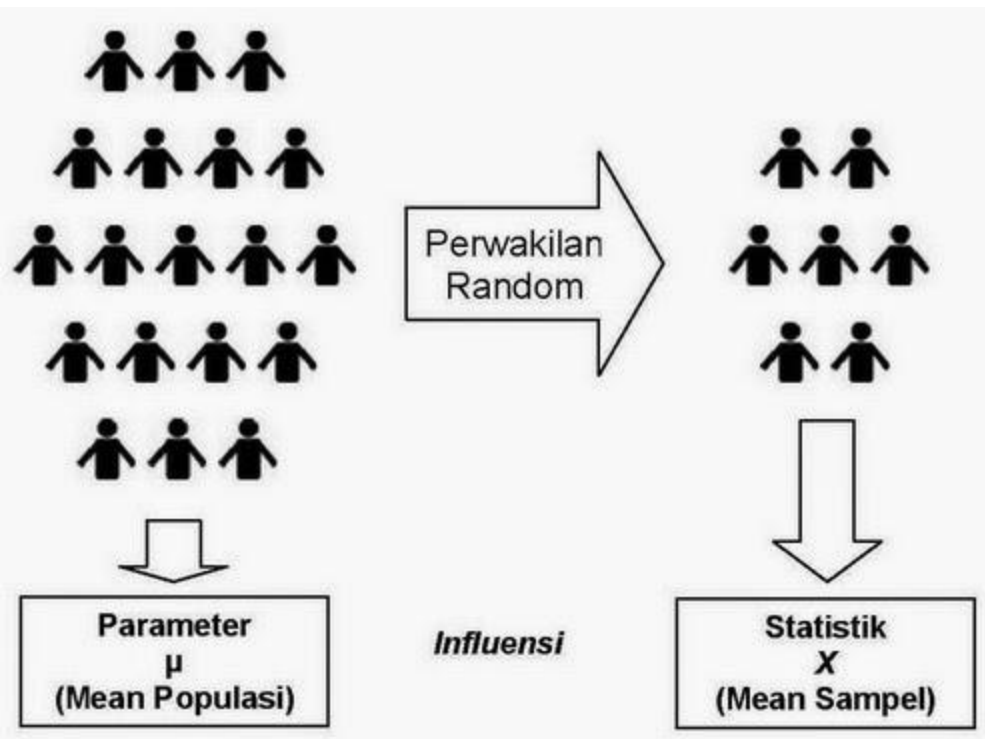 Perwakilan
Random
Parameter
μ
(Mean Populasi)
Influensi
Statistik
X
(Mean Sampel)